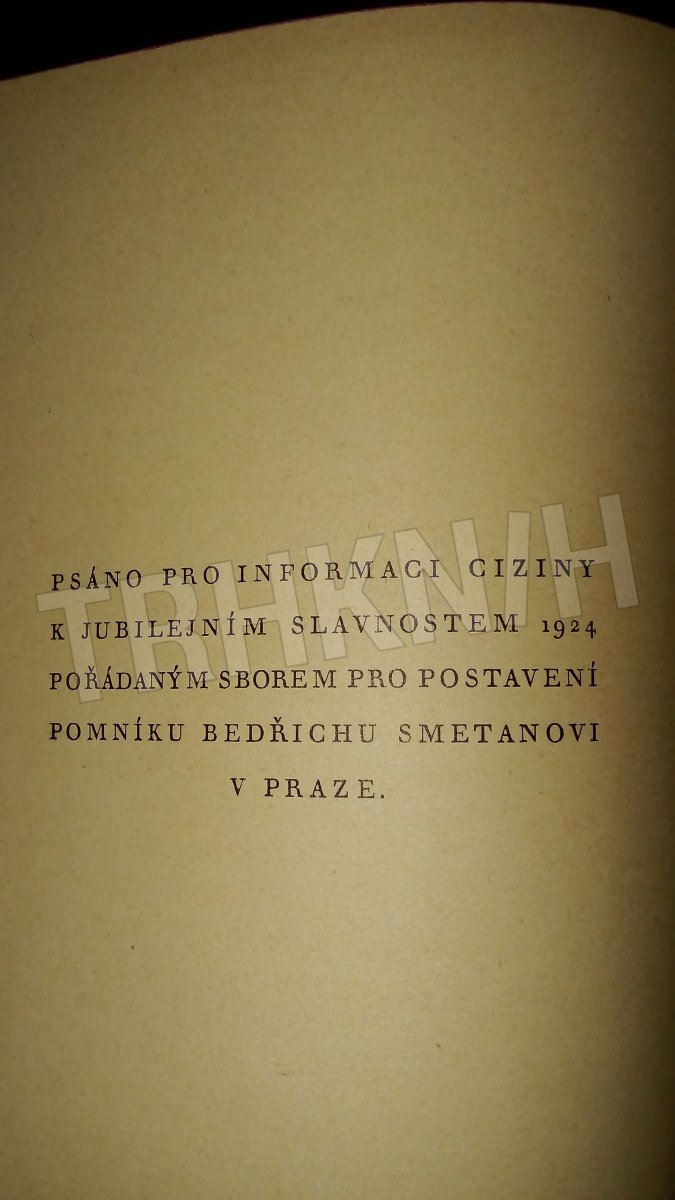 PSÁNO PRO INFORMACI CIZINY
K JUBILEJNÍM SLAVNOSTEM 1924
POŘÁDANÝM SBOREM PRO POSTAVENÍ
POMNÍKU BEDŘICHU SMETANOVI
V PRAZE.
TRHKNIH